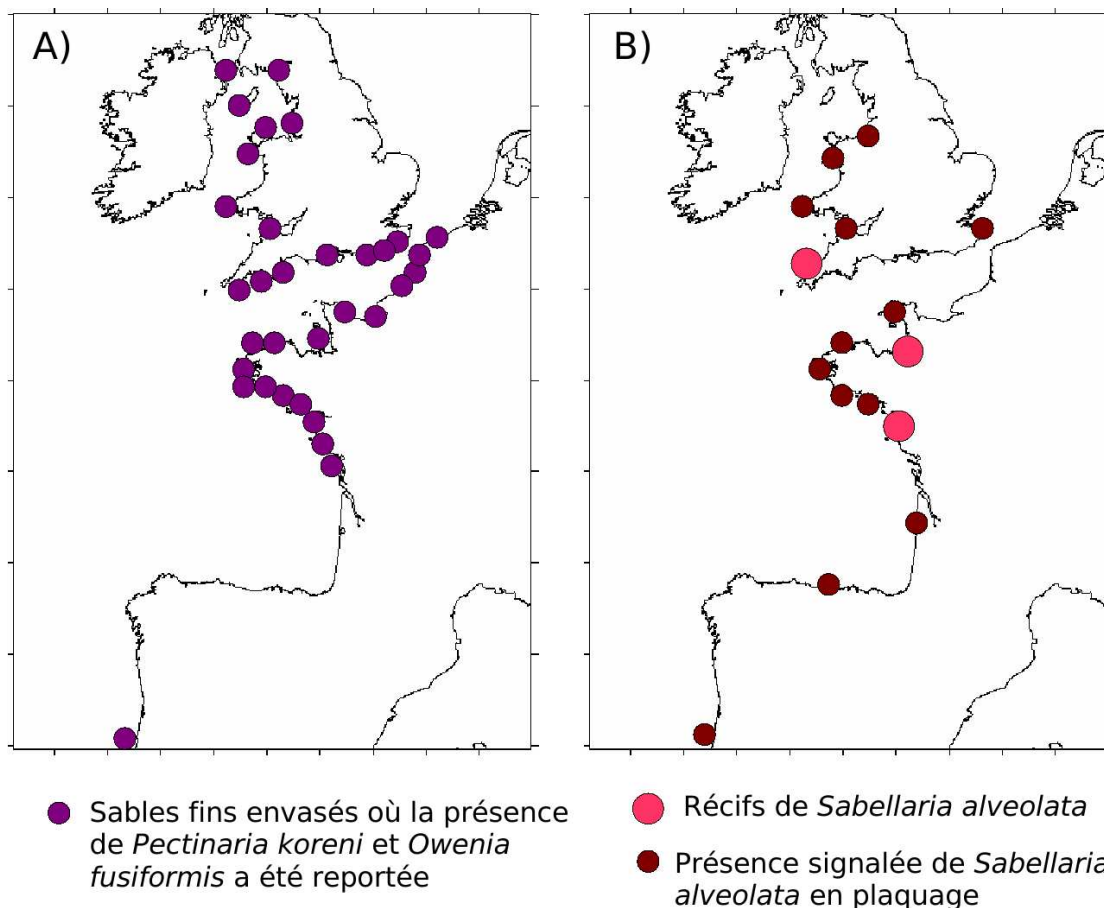 A)
B)
Sables fins envasés où la présence
de Pectinaria koreni et Owenia
fusiformis a été reportée
Récifs de Sabellaria alveolata
Présence signalée de Sabellaria
alveolata en plaquage